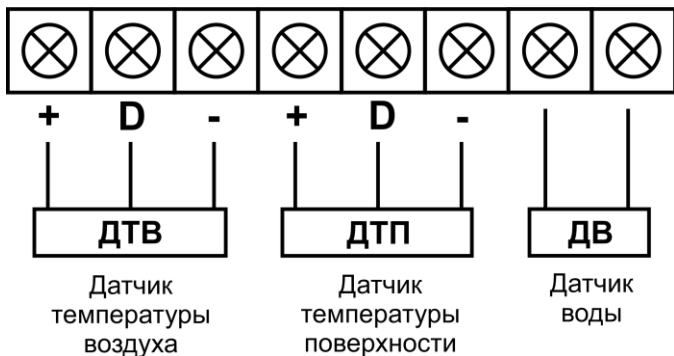 + D - + D -
ДТВ ДТП ДВ
Датчик температуры воздуха
Датчик температуры поверхности
Датчик воды